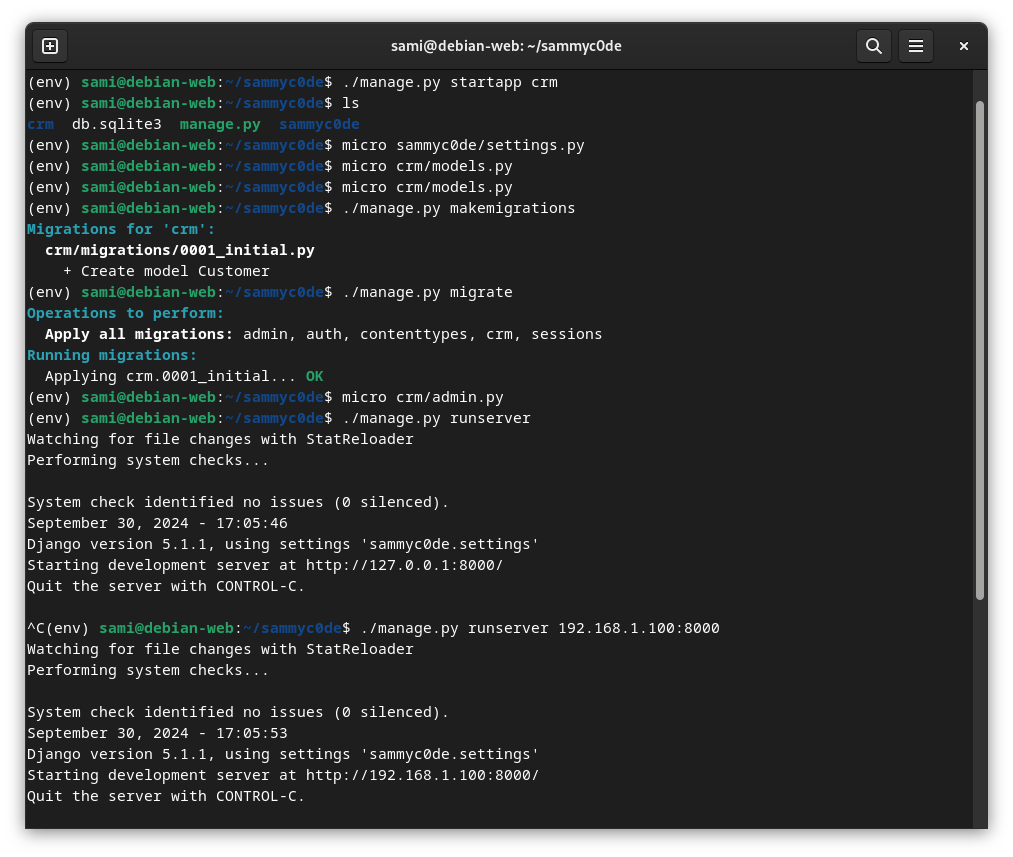 sami@debian-web: ~/sammyc0de
(env) sami@debian-web:~/sammyc0de$ ./manage.py startapp crm
(env) sami@debian-web:~/sammyc0de$ ls
crm  db.sqlite3  manage.py  sammyc0de
(env) sami@debian-web:~/sammyc0de$ micro sammyc0de/settings.py
(env) sami@debian-web:~/sammyc0de$ micro crm/models.py
(env) sami@debian-web:~/sammyc0de$ micro crm/models.py
(env) sami@debian-web:~/sammyc0de$ ./manage.py makemigrations
Migrations for 'crm':
  crm/migrations/0001_initial.py
    + Create model Customer
(env) sami@debian-web:~/sammyc0de$ ./manage.py migrate
Operations to perform:
  Apply all migrations: admin, auth, contenttypes, crm, sessions
Running migrations:
  Applying crm.0001_initial... OK
(env) sami@debian-web:~/sammyc0de$ micro crm/admin.py
(env) sami@debian-web:~/sammyc0de$ ./manage.py runserver
Watching for file changes with StatReloader
Performing system checks...

System check identified no issues (0 silenced).
September 30, 2024 - 17:05:46
Django version 5.1.1, using settings 'sammyc0de.settings'
Starting development server at http://127.0.0.1:8000/
Quit the server with CONTROL-C.

^C(env) sami@debian-web:~/sammyc0de$ ./manage.py runserver 192.168.1.100:8000
Watching for file changes with StatReloader
Performing system checks...

System check identified no issues (0 silenced).
September 30, 2024 - 17:05:53
Django version 5.1.1, using settings 'sammyc0de.settings'
Starting development server at http://192.168.1.100:8000/
Quit the server with CONTROL-C.